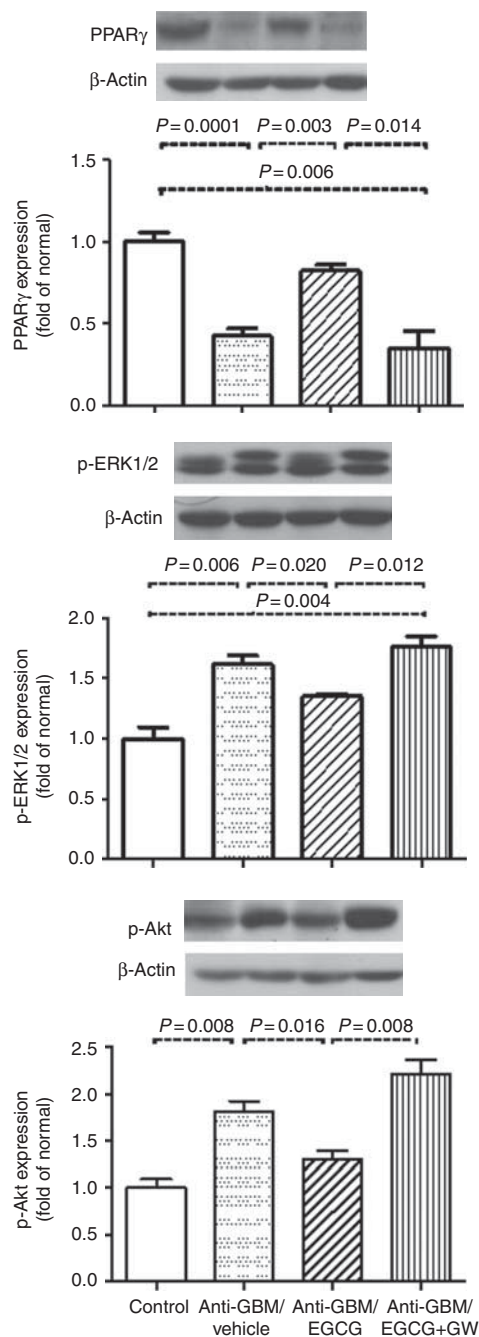 PPARγ
β-Actin
P=0.0001 P=0.003 P=0.014
P=0.006
1.5
1.0
0.5
0.0
PPARγ expression
(fold of normal)
p-ERK1/2
β-Actin
P=0.006 P=0.020 P=0.012
P=0.004
2.0
1.5
1.0
0.5
0.0
p-ERK1/2 expression
(fold of normal)
p-Akt
β-Actin
P=0.008 P=0.016 P=0.008
2.5
2.0
1.5
1.0
0.5
0.0
p-Akt expression
(fold of normal)
Control Anti-GBM/ Anti-GBM/ Anti-GBM/
vehicle EGCG EGCG+GW